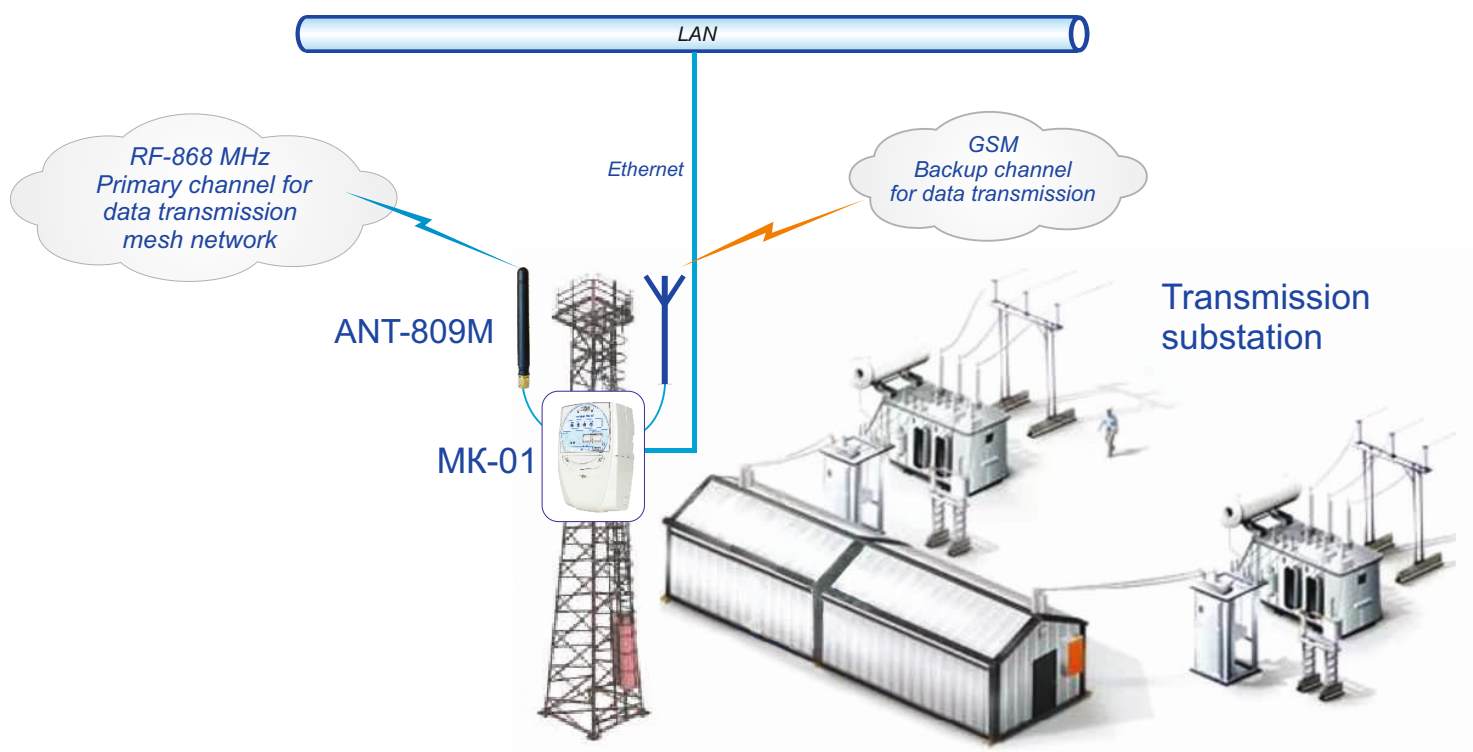 LAN
RF-868 MHz
Primary channel for
data transmission
mesh network
Ethernet
GSM
Backup channel
for data transmission
ANT-809M
Transmission
substation
МК-01